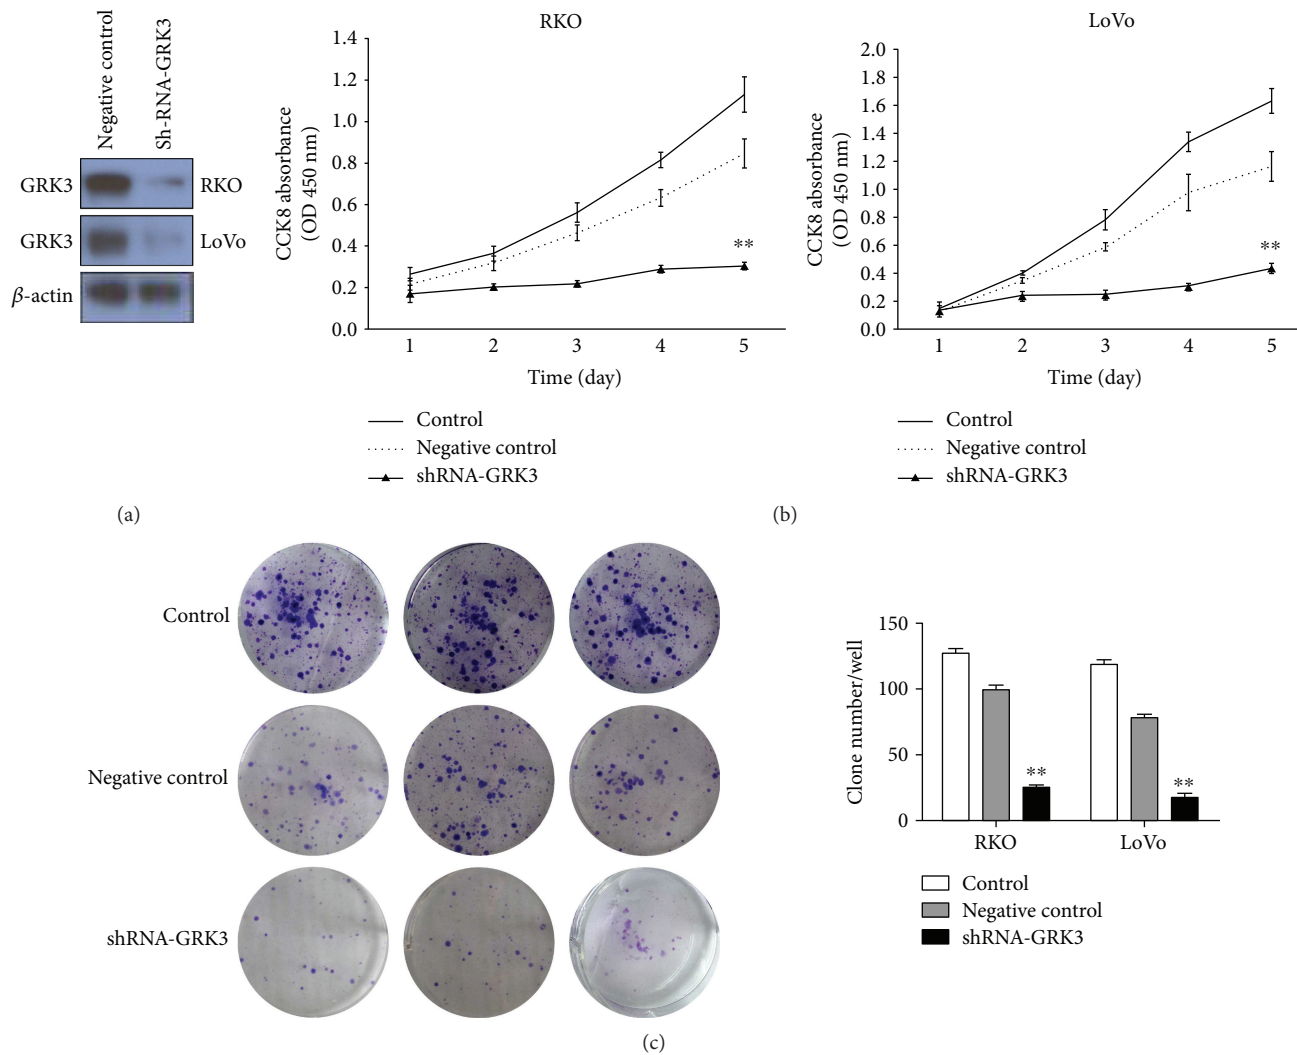 Negative control
Sh-RNA-GRK3
GRK3
RKO
GRK3
LoVo
β-actin
(a)
RKO
1.4
1.2
1.0
0.8
0.6
0.4
0.2
0.0
CCK8 absorbance
(OD 450 nm)
**
1 2 3 4 5
Time (day)
Control
Negative control
shRNA-GRK3
LoVo
2.0
1.8
1.6
1.4
1.2
1.0
0.8
0.6
0.4
0.2
0.0
CCK8 absorbance
(OD 450 nm)
**
1 2 3 4 5
Time (day)
Control
Negative control
shRNA-GRK3
(b)
Control
Negative control
shRNA-GRK3
150
100
50
0
Clone number/well
**
**
RKO LoVo
Control
Negative control
shRNA-GRK3
(c)